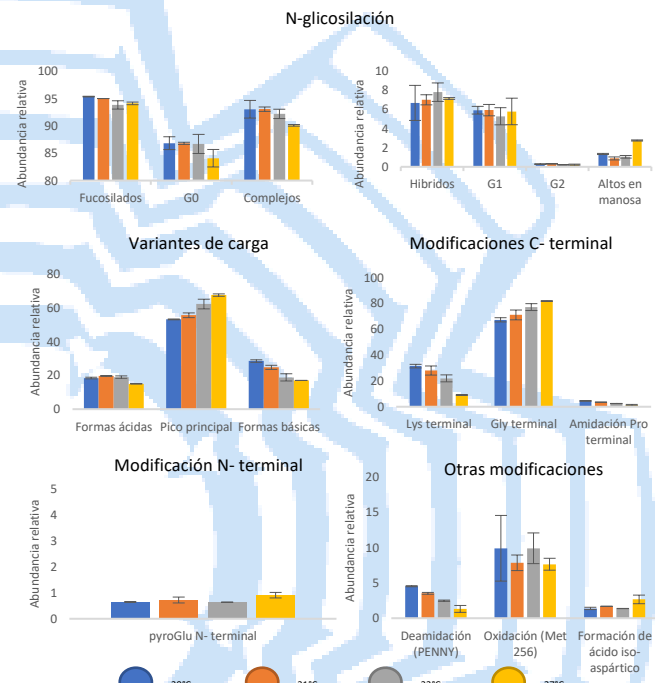 N-glicosilación
100
95
90
85
80
Abundancia relativa
Fucosilados G0 Complejos
10
8
6
4
2
0
Abundancia relativa
Hibridos G1 G2 Altos en
manosa
Variantes de carga
80
60
40
20
0
Abundancia relativa
Formas ácidas Pico principal Formas básicas
Modificaciones C- terminal
100
80
60
40
20
0
Abundancia relativa
Lys terminal Gly terminal Amidación Pro
terminal
Modificación N- terminal
5
4
3
2
1
0
Abundancia relativa
pyroGlu N- terminal
Otras modificaciones
20
15
10
5
0
Abundancia relativa
Deamidación Oxidación (Met Formación de
(PENNY) 256) ácido iso-
aspártico